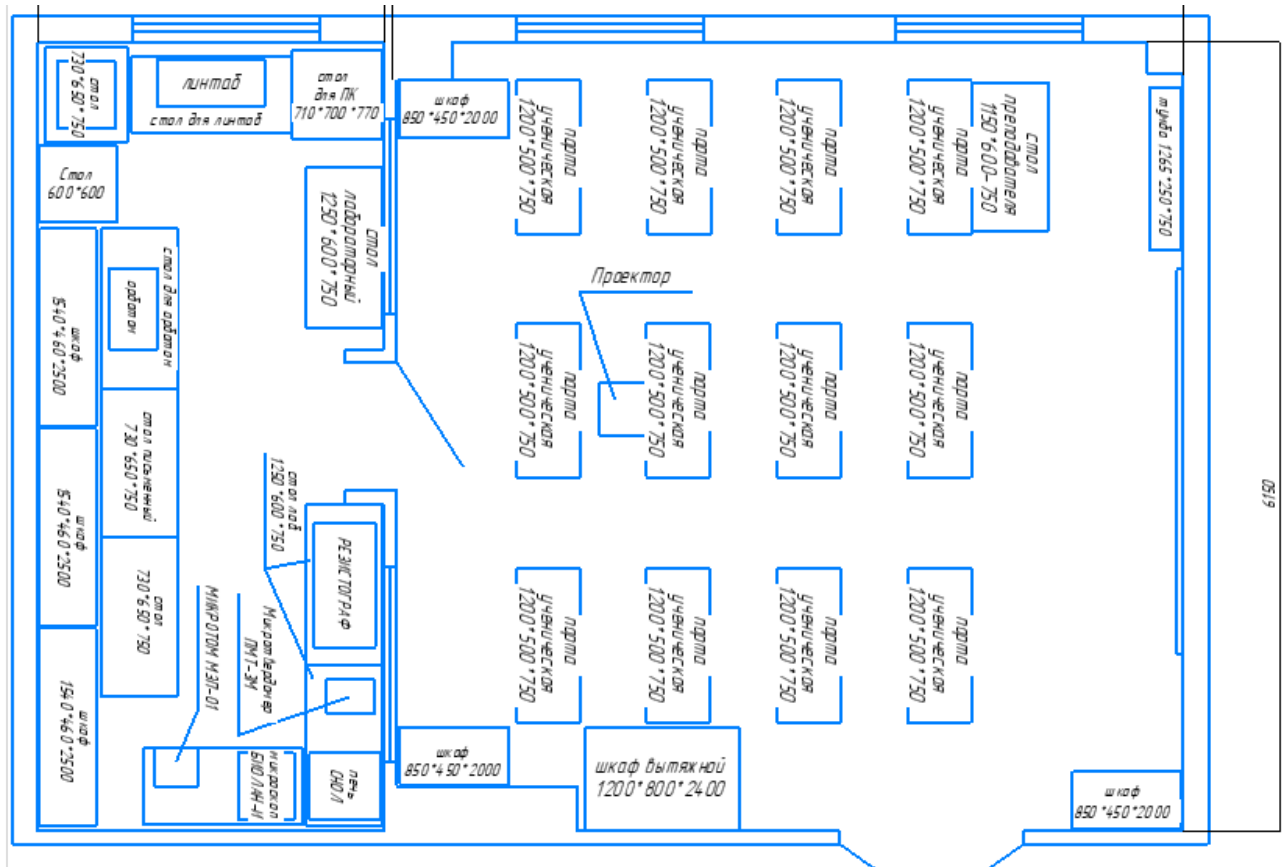 стол
730*650*750
линтаб
стол для линтаб
стол
для ПК
710*700*770
шкаф
850*450*2000
парта
ученическая
1200*500*750
парта
ученическая
1200*500*750
парта
ученическая
1200*500*750
парта
ученическая
1200*500*750
стол
преподавателя
1150*600-750
тумба 1265*250*750
Стол
600*600
стол
лабораторный
1250*600*750
стол для арботан
арботан
шкаф
1540*460*2500
Проектор
парта
ученическая
1200*500*750
парта
ученическая
1200*500*750
парта
ученическая
1200*500*750
парта
ученическая
1200*500*750
стол письменный
730*650*750
шкаф
1540*460*2500
стол лаб
1250*600*750
РЕЗИСТОГРАФ
6150
стол
730*650*750
МИКРОТОМ МЗП-01
Микротвердомер
ПМТ-3М
парта
ученическая
1200*500*750
парта
ученическая
1200*500*750
парта
ученическая
1200*500*750
парта
ученическая
1200*500*750
шкаф
1540*460*2500
микроскоп
БИОЛАМ-И
печь
СНОЛ
шкаф
850*450*2000
шкаф вытяжной
1200*800*2400
шкаф
850*450*2000